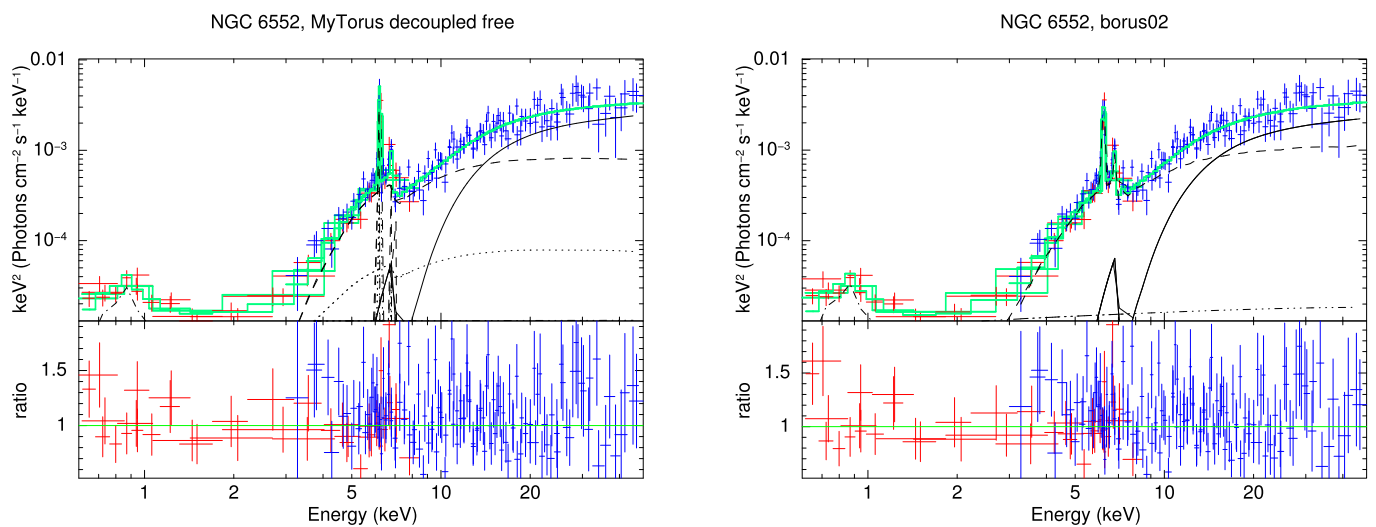 NGC 6552, MyTorus decoupled free
0.01
10⁻³
10⁻⁴
keV² (Photons cm⁻² s⁻¹ keV⁻¹)
1.5
1
ratio
1 2 5 10 20
Energy (keV)
NGC 6552, borus02
0.01
10⁻³
10⁻⁴
keV² (Photons cm⁻² s⁻¹ keV⁻¹)
1.5
1
ratio
1 2 5 10 20
Energy (keV)